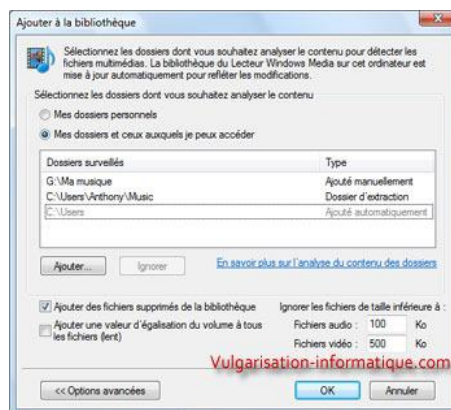 Ajouter à la bibliothèque
Sélectionnez les dossiers dont vous souhaitez analyser le contenu pour détecter les
fichiers multimédias. La bibliothèque du Lecteur Windows Media sur cet ordinateur est
mise à jour automatiquement pour refléter les modifications.
Sélectionnez les dossiers dont vous souhaitez analyser le contenu
Mes dossiers personnels
Mes dossiers et ceux auxquels je peux accéder
Dossiers surveillés Type
G:\Ma musique Ajouté manuellement
C:\Users\Anthony\Music Dossier d'extraction
C:\Users Ajouté automatiquement
Ajouter... Ignorer En savoir plus sur l'analyse du contenu des dossiers
Ajouter des fichiers supprimés de la bibliothèque Ignorer les fichiers de taille inférieure à :
Ajouter une valeur d'égalisation du volume à tous
les fichiers (lent)
Fichiers audio : 100 Ko
Fichiers vidéo : 500 Ko
Vulgarisation-informatique.com
<< Options avancées OK Annuler